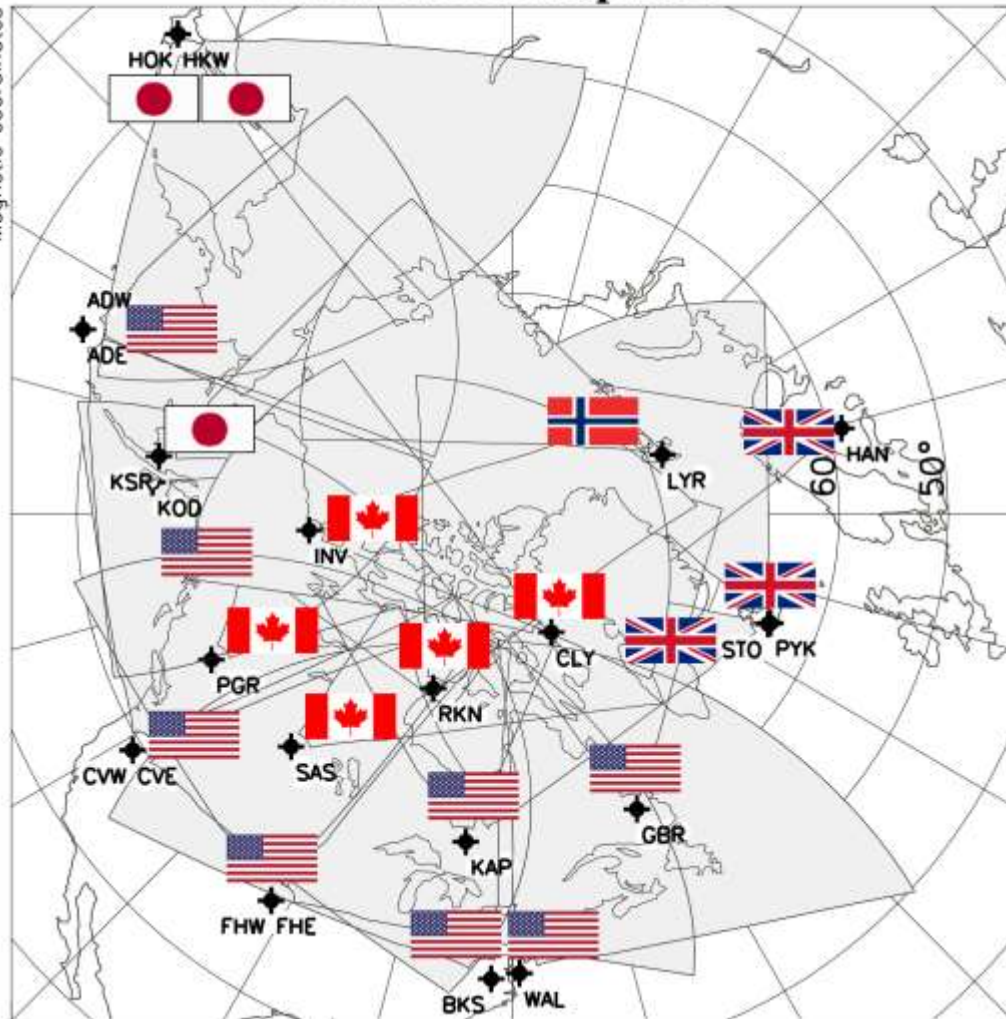 HOK HKW
ADW
ADE
HAN
60
50°
LYR
KSR
KOD
INV
STO PYK
CLY
PGR
RKN
CVW CVE
SAS
GBR
KAP
FHW FHE
BKS WAL